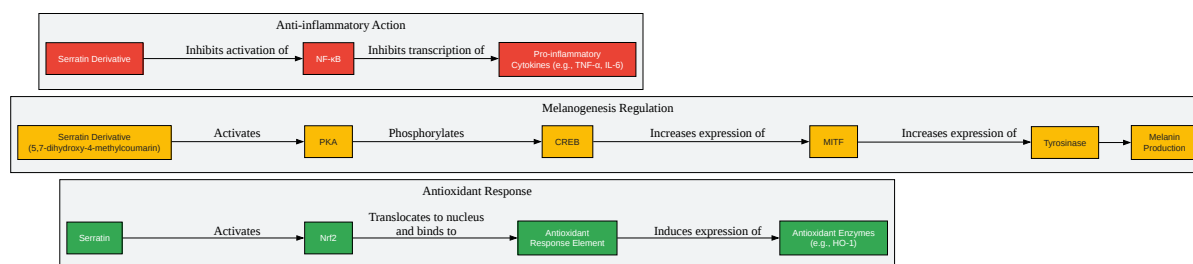 Anti-inflammatory Action
Serratin Derivative
Inhibits activation of
NF-κB
Inhibits transcription of
Pro-inflammatory
Cytokines (e.g., TNF-α, IL-6)
Melanogenesis Regulation
Serratin Derivative
(5,7-dihydroxy-4-methylcoumarin)
Activates
PKA
Phosphorylates
CREB
Increases expression of
MITF
Increases expression of
Tyrosinase
Melanin
Production
Antioxidant Response
Serratin
Activates
Nrf2
Translocates to nucleus
and binds to
Antioxidant
Response Element
Induces expression of
Antioxidant Enzymes
(e.g., HO-1)